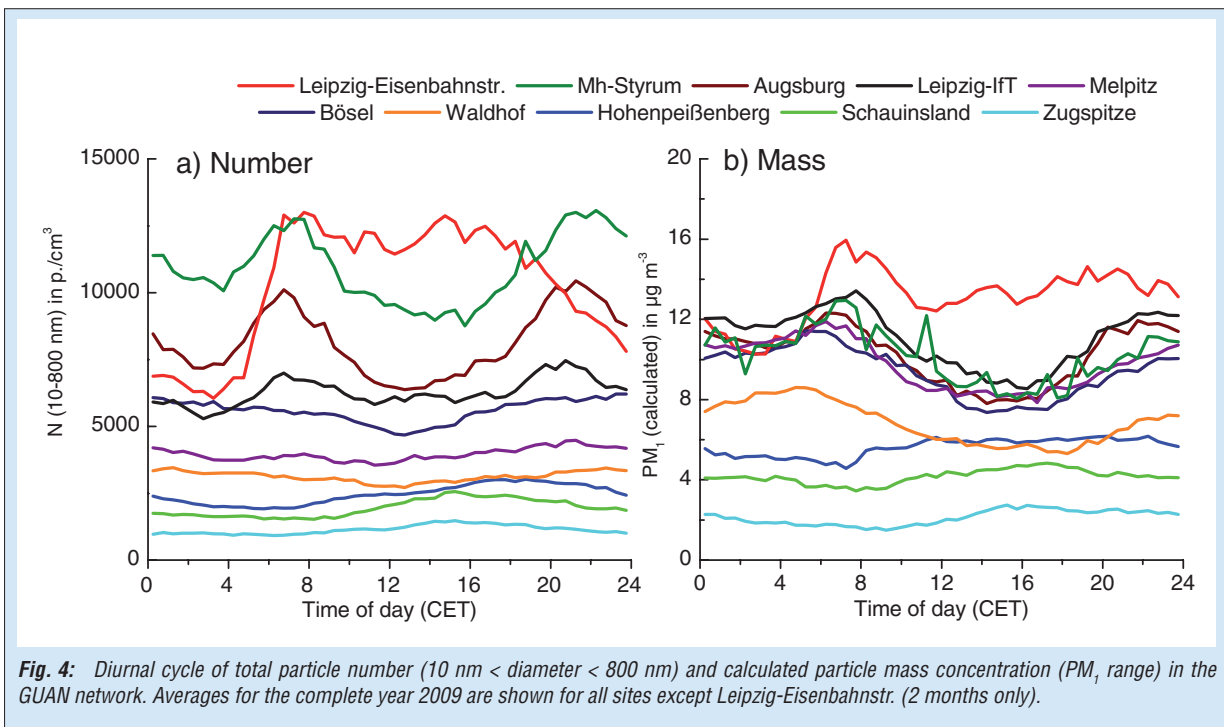 Leipzig-Eisenbahnstr. Mh-Styrum Augsburg Leipzig-IfT Melpitz
Bösel Waldhof Hohenpeißenberg Schauinsland Zugspitze
a) Number
N (10-800 nm) in p./cm³
15000
10000
5000
0
0 4 8 12 16 20 24
Time of day (CET)
b) Mass
PM₁ (calculated) in µg m⁻³
20
16
12
8
4
0
0 4 8 12 16 20 24
Time of day (CET)
Fig. 4: Diurnal cycle of total particle number (10 nm < diameter < 800 nm) and calculated particle mass concentration (PM₁ range) in the
GUAN network. Averages for the complete year 2009 are shown for all sites except Leipzig-Eisenbahnstr. (2 months only).